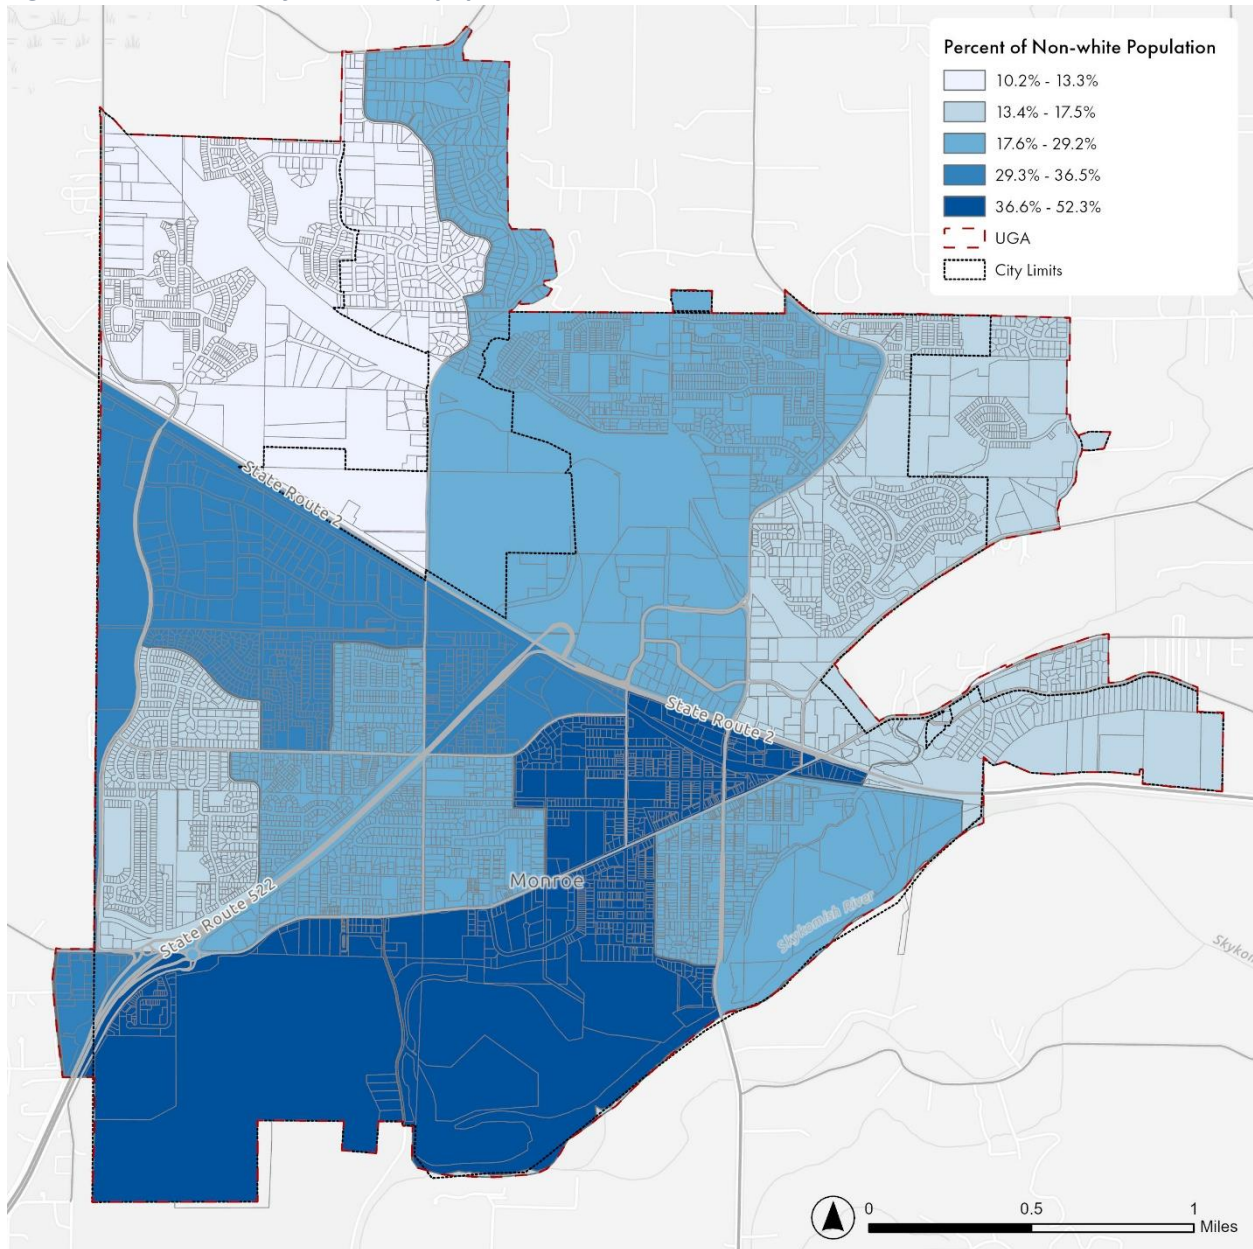 Percent of Non-white Population
10.2% - 13.3%
13.4% - 17.5%
17.6% - 29.2%
29.3% - 36.5%
36.6% - 52.3%
UGA
City Limits
State Route 2
State Route 2
Monroe
State Route 522
Skykomish River
0 0.5 1
Miles